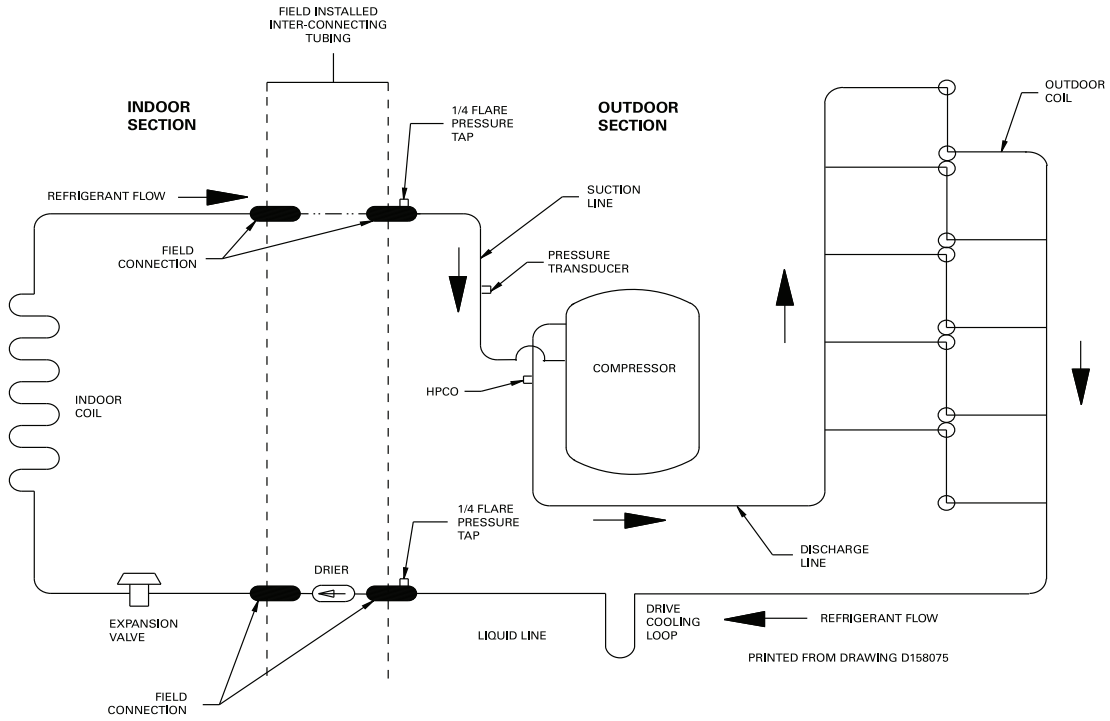 FIELD INSTALLED
INTER-CONNECTING
TUBING
INDOOR
SECTION
1/4 FLARE
PRESSURE
TAP
OUTDOOR
SECTION
OUTDOOR
COIL
REFRIGERANT FLOW
SUCTION
LINE
FIELD
CONNECTION
PRESSURE
TRANSDUCER
COMPRESSOR
HPCO
INDOOR
COIL
1/4 FLARE
PRESSURE
TAP
DISCHARGE
LINE
DRIER
EXPANSION
VALVE
LIQUID LINE
DRIVE
COOLING
LOOP
REFRIGERANT FLOW
PRINTED FROM DRAWING D158075
FIELD
CONNECTION